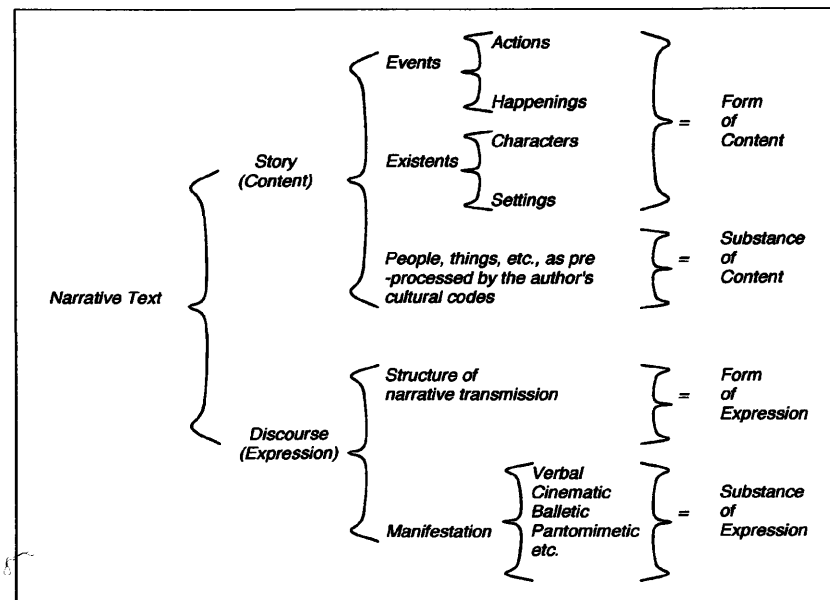 Actions
Events
Happenings
=
Form
of
Content
Characters
Story
(Content)
Existents
Settings
People, things, etc., as pre
-processed by the author's
cultural codes
=
Substance
of
Content
Narrative Text
Structure of
narrative transmission
=
Form
of
Expression
Discourse
(Expression)
Manifestation
Verbal
Cinematic
Balletic
Pantomimetic
etc.
=
Substance
of
Expression